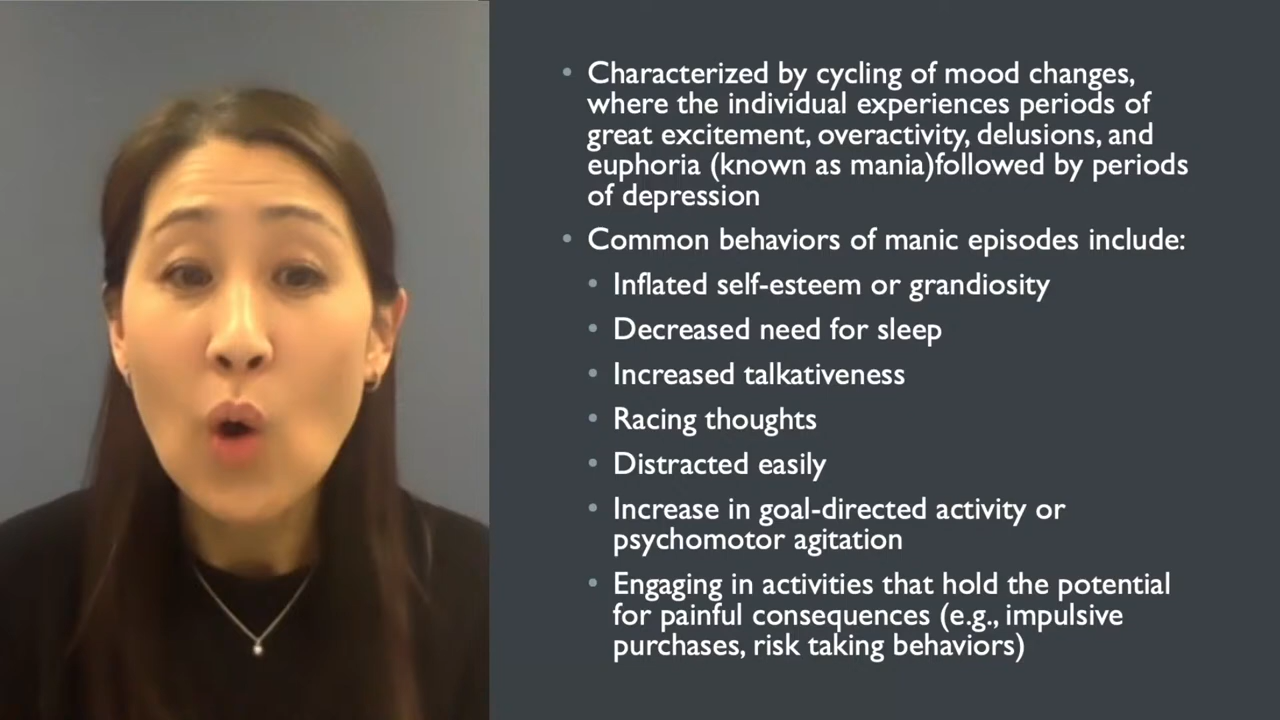 • Characterized by cycling of mood changes,
where the individual experiences periods of
great excitement, overactivity, delusions, and
euphoria (known as mania)followed by periods
of depression
• Common behaviors of manic episodes include:
• Inflated self-esteem or grandiosity
• Decreased need for sleep
• Increased talkativeness
• Racing thoughts
• Distracted easily
• Increase in goal-directed activity or
psychomotor agitation
• Engaging in activities that hold the potential
for painful consequences (e.g., impulsive
purchases, risk taking behaviors)